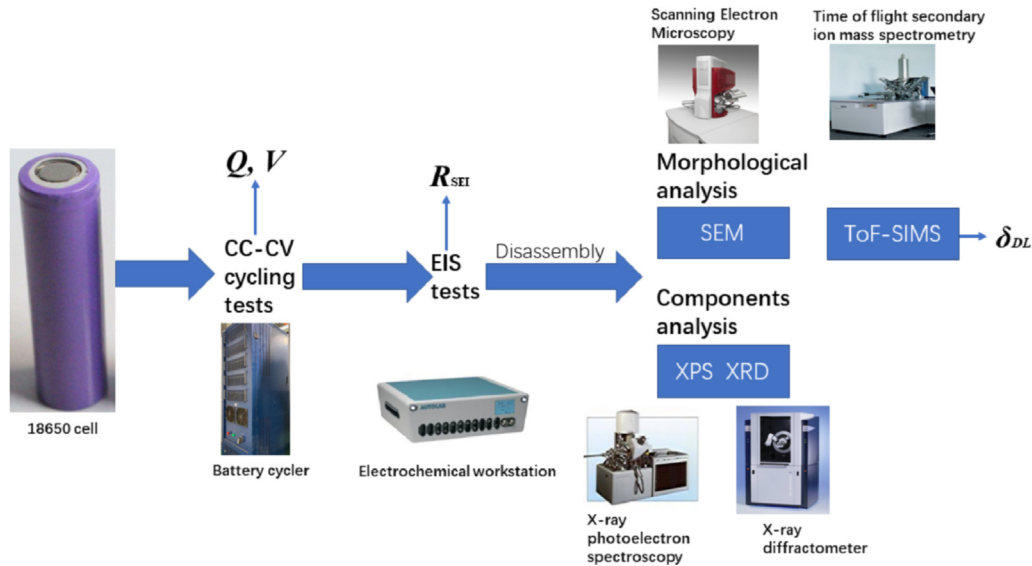 Scanning Electron
Microscopy
Time of flight secondary
ion mass spectrometry
Q, V
R_SEI
Morphological
analysis
SEM
ToF-SIMS
δ_DL
CC-CV
cycling
tests
EIS
tests
Disassembly
Components
analysis
XPS XRD
18650 cell
AUTOLAB
Battery cycler
Electrochemical workstation
X-ray
photoelectron
spectroscopy
X-ray
diffractometer